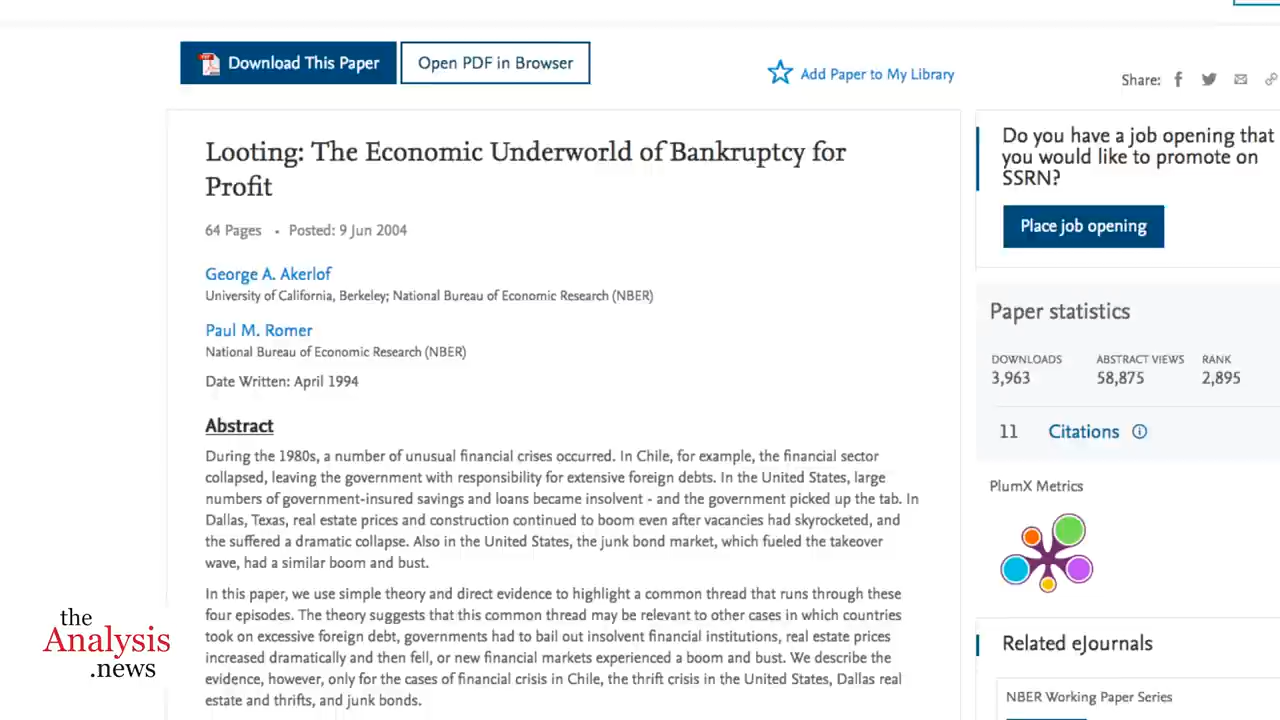 Download This Paper
Open PDF in Browser
Add Paper to My Library
Share:
Looting: The Economic Underworld of Bankruptcy for
Profit
64 Pages • Posted: 9 Jun 2004
George A. Akerlof
University of California, Berkeley; National Bureau of Economic Research (NBER)
Paul M. Romer
National Bureau of Economic Research (NBER)
Date Written: April 1994
Abstract
During the 1980s, a number of unusual financial crises occurred. In Chile, for example, the financial sector
collapsed, leaving the government with responsibility for extensive foreign debts. In the United States, large
numbers of government-insured savings and loans became insolvent - and the government picked up the tab. In
Dallas, Texas, real estate prices and construction continued to boom even after vacancies had skyrocketed, and
the suffered a dramatic collapse. Also in the United States, the junk bond market, which fueled the takeover
wave, had a similar boom and bust.
In this paper, we use simple theory and direct evidence to highlight a common thread that runs through these
four episodes. The theory suggests that this common thread may be relevant to other cases in which countries
took on excessive foreign debt, governments had to bail out insolvent financial institutions, real estate prices
increased dramatically and then fell, or new financial markets experienced a boom and bust. We describe the
evidence, however, only for the cases of financial crisis in Chile, the thrift crisis in the United States, Dallas real
estate and thrifts, and junk bonds.
Do you have a job opening that
you would like to promote on
SSRN?
Place job opening
Paper statistics
DOWNLOADS ABSTRACT VIEWS RANK
3,963 58,875 2,895
11 Citations
PlumX Metrics
Related eJournals
NBER Working Paper Series
the
Analysis
.news